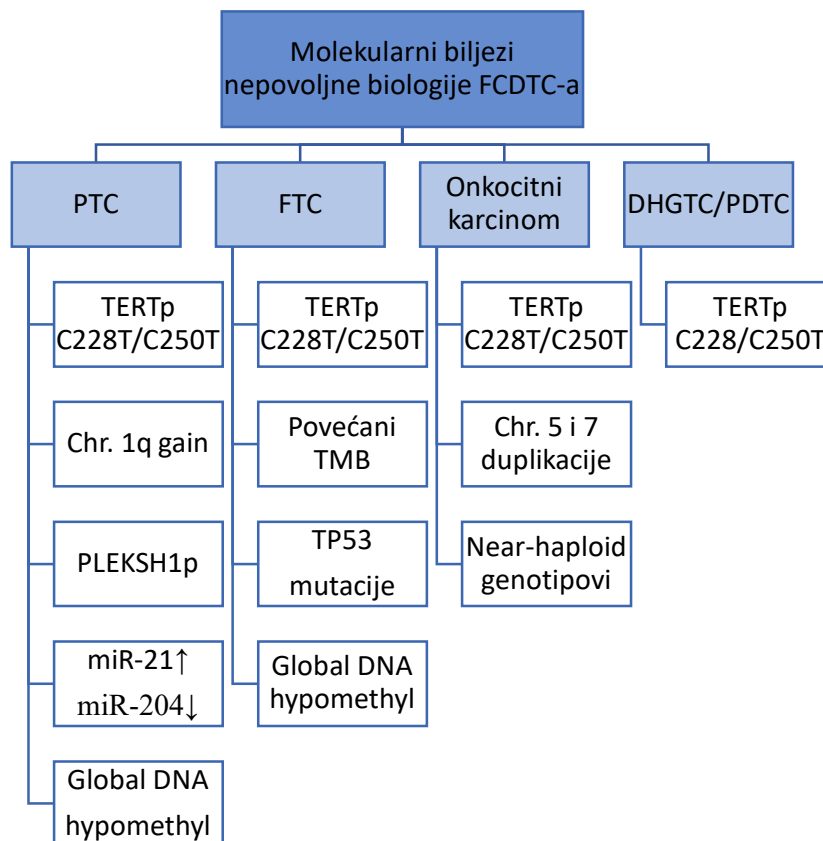 Molekularni biljezi
nepovoljne biologije FCDTC-a
PTC
TERTp
C228T/C250T
Chr. 1q gain
PLEKSH1p
miR-21↑
miR-204↓
Global DNA
hypomethyl
FTC
TERTp
C228T/C250T
Povećani
TMB
TP53
mutacije
Global DNA
hypomethyl
Onkocitni
karcinom
TERTp
C228T/C250T
Chr. 5 i 7
duplikacije
Near-haploid
genotipovi
DHGTC/PDTC
TERTp
C228/C250T